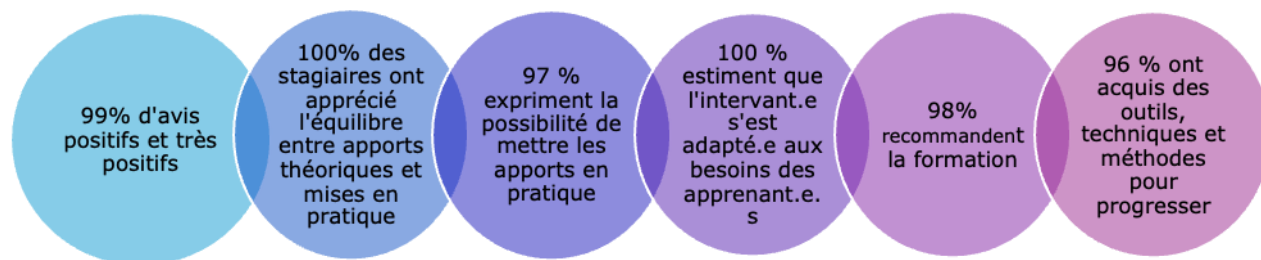 99% d'avis
positifs et très
positifs
100% des
stagiaires ont
apprécié
l'équilibre
entre apports
théoriques et
mises en
pratique
97 %
expriment la
possibilité de
mettre les
apports en
pratique
100 %
estiment que
l'intervant.e
s'est
adapté.e aux
besoins des
apprenant.e.
s
98%
recommandent
la formation
96 % ont
acquis des
outils,
techniques et
méthodes
pour
progresser